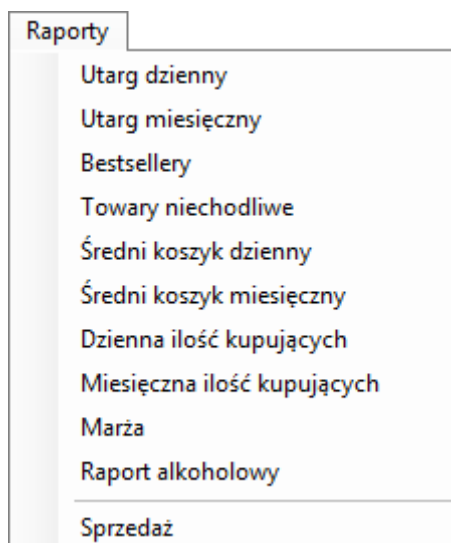 Raporty
Utarg dzienny
Utarg miesięczny
Bestsellery
Towary niechodliwe
Średni koszyk dzienny
Średni koszyk miesięczny
Dzienna ilość kupujących
Miesięczna ilość kupujących
Marża
Raport alkoholowy
Sprzedaż